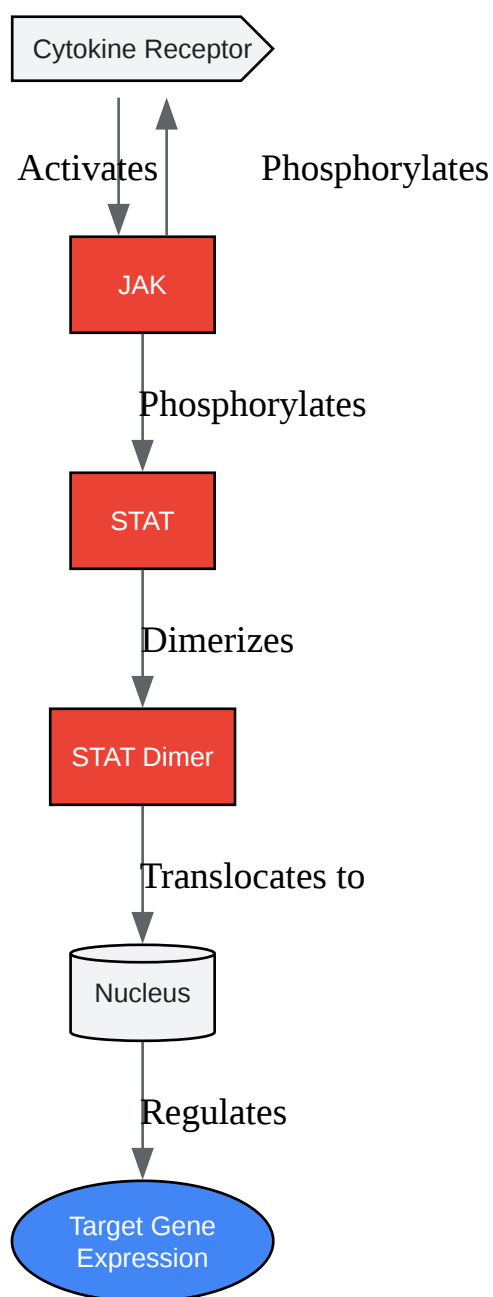 Cytokine Receptor
Activates
Phosphorylates
JAK
Phosphorylates
STAT
Dimerizes
STAT Dimer
Translocates to
Nucleus
Regulates
Target Gene
Expression